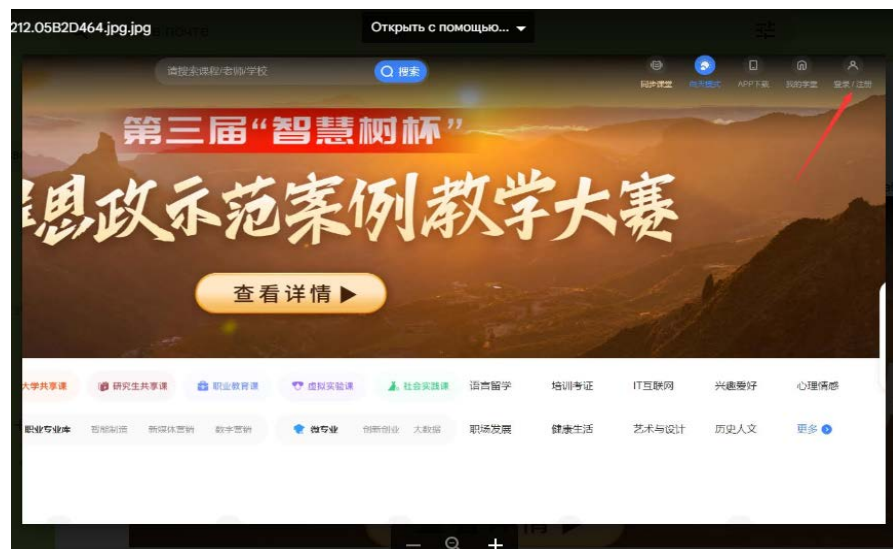 212.05B2D464.jpg.jpg
Открыть с помощью...
请搜索课程/老师/学校
搜索
同步课堂
APP下载
我的学堂
登录 / 注册
第三届“智慧树杯”
思政示范案例教学大赛
查看详情
大学共享课
研究生共享课
职业教育课
虚拟实验课
社会实践课
语言留学
培训考证
IT互联网
兴趣爱好
心理情感
职业专业库
智能制造
新媒体营销
数字营销
微专业
创新创业
大数据
职场发展
健康生活
艺术与设计
历史人文
更多